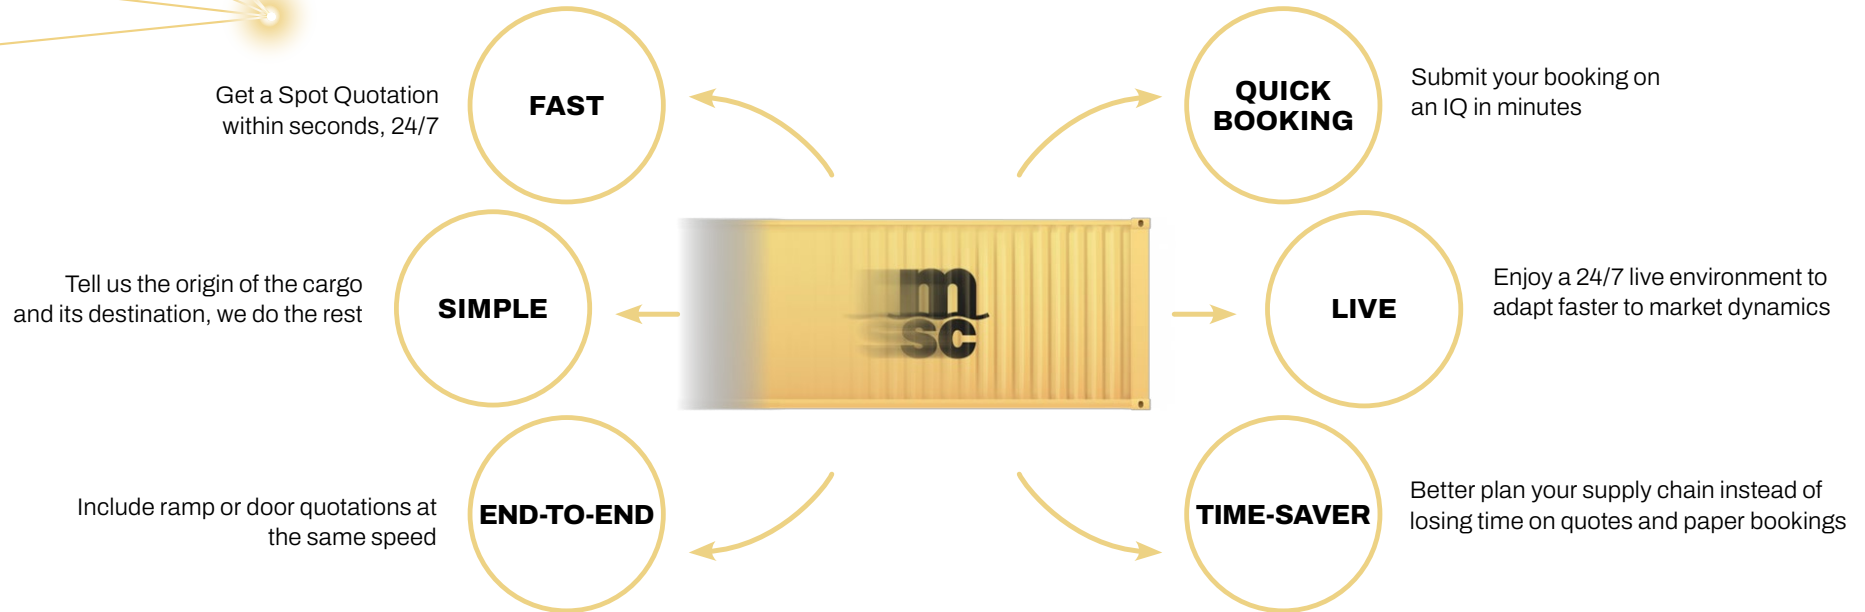 Get a Spot Quotation
within seconds, 24/7
FAST
QUICK
BOOKING
Submit your booking on
an IQ in minutes
Tell us the origin of the cargo
and its destination, we do the rest
SIMPLE
m
sc
LIVE
Enjoy a 24/7 live environment to
adapt faster to market dynamics
Include ramp or door quotations at
the same speed
END-TO-END
TIME-SAVER
Better plan your supply chain instead of
losing time on quotes and paper bookings